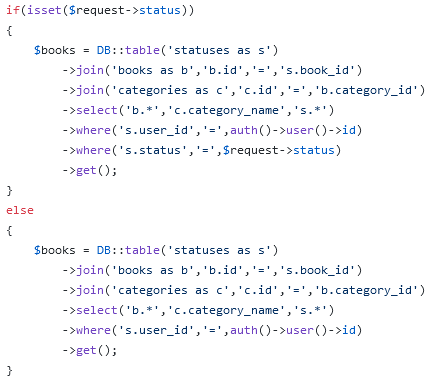 if(isset($request->status))
{
    $books = DB::table('statuses as s')
        ->join('books as b','b.id','=','s.book_id')
        ->join('categories as c','c.id','=','b.category_id')
        ->select('b.*','c.category_name','s.*')
        ->where('s.user_id','=',auth()->user()->id)
        ->where('s.status','=',$request->status)
        ->get();
}
else
{
    $books = DB::table('statuses as s')
        ->join('books as b','b.id','=','s.book_id')
        ->join('categories as c','c.id','=','b.category_id')
        ->select('b.*','c.category_name','s.*')
        ->where('s.user_id','=',auth()->user()->id)
        ->get();
}